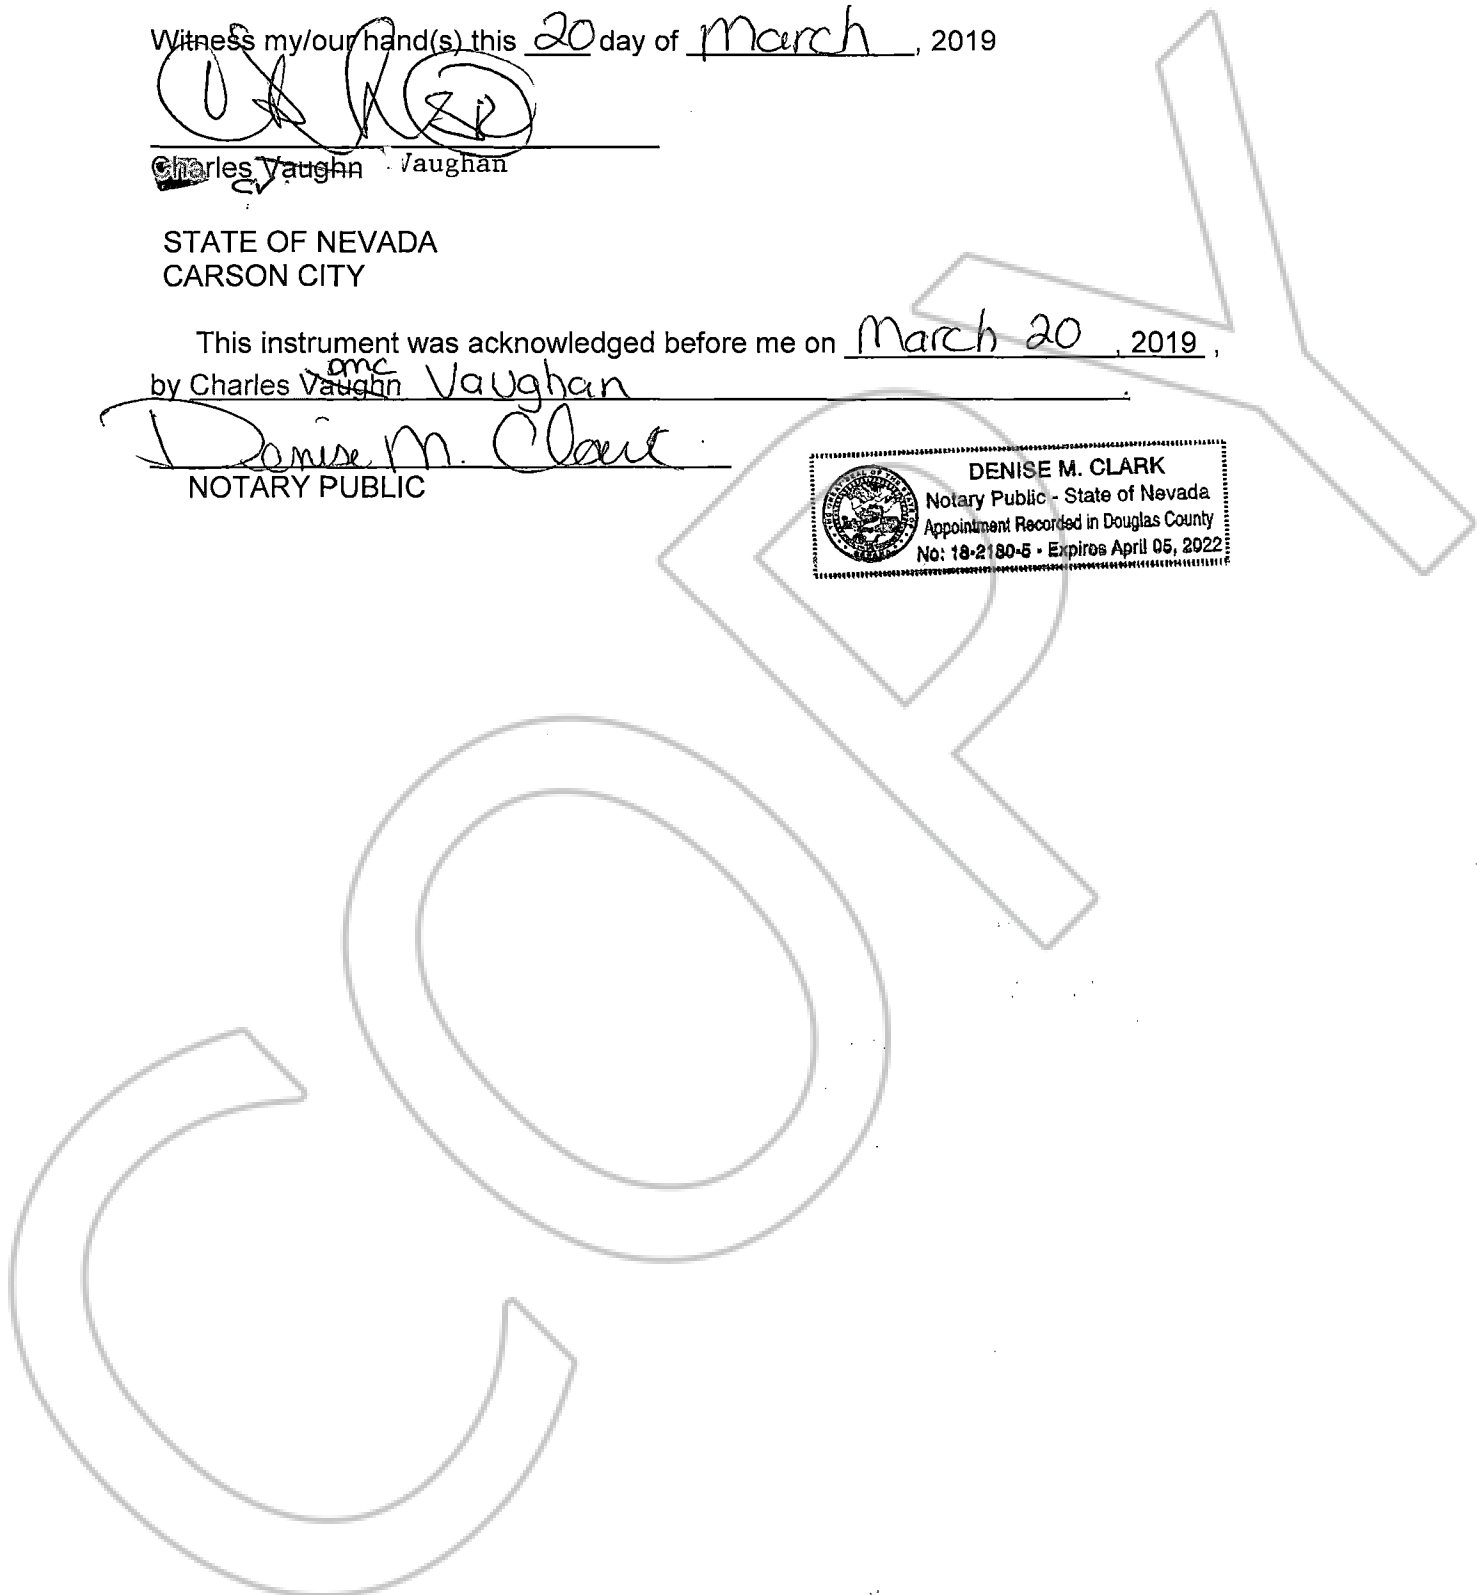 Witness my/our hand(s) this 20 day of March, 2019
Charles Vaughn Vaughan
CV
STATE OF NEVADA
CARSON CITY
This instrument was acknowledged before me on March 20, 2019,
dmc
by Charles Vaughn Vaughan.
Denise M. Clark
NOTARY PUBLIC
DENISE M. CLARK
Notary Public - State of Nevada
Appointment Recorded in Douglas County
No: 18-2180-5 - Expires April 05, 2022
COPY